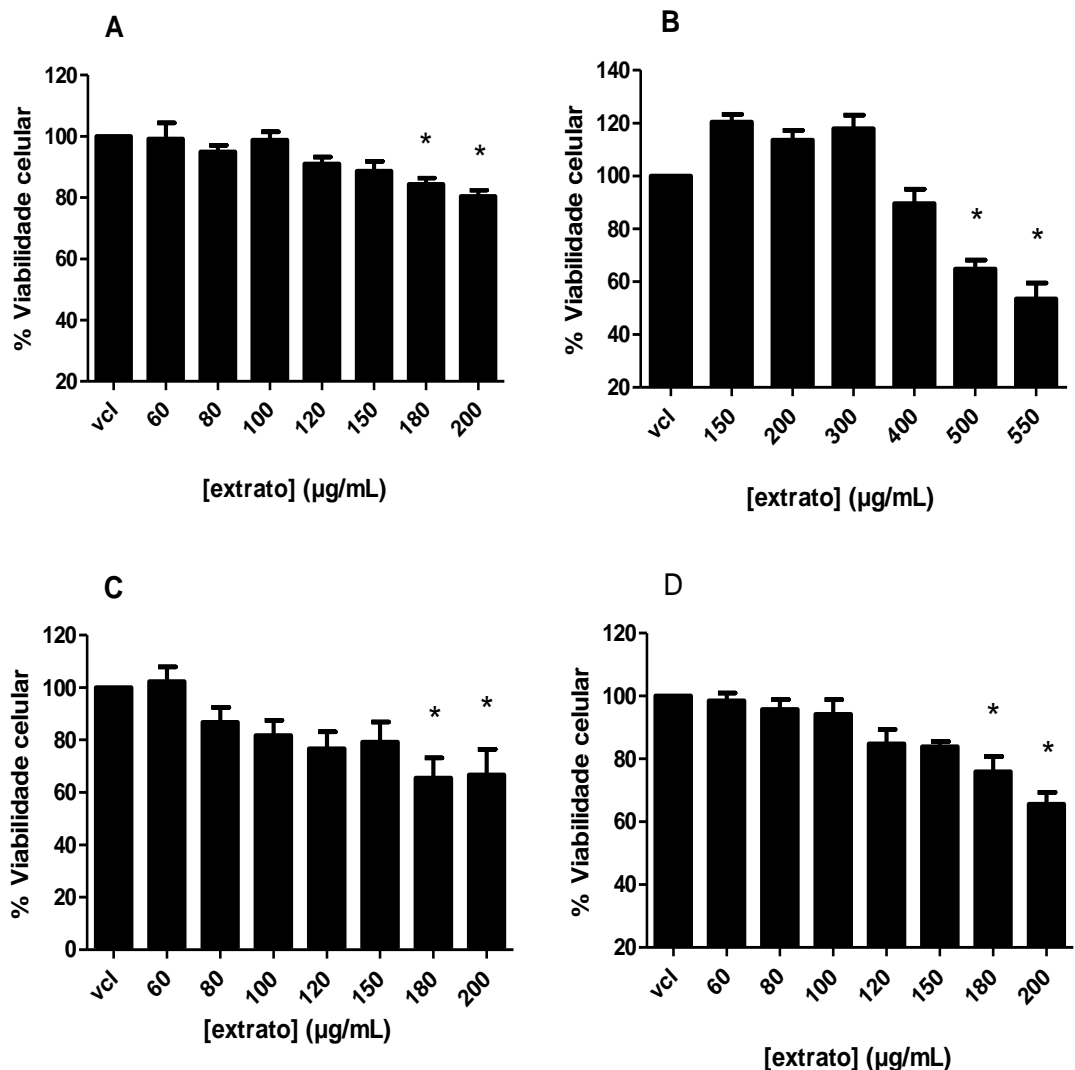 A
% Viabilidade celular
120
100
80
60
40
20
* *
vcl 60 80 100 120 150 180 200
[extrato] (µg/mL)
B
% Viabilidade celular
140
120
100
80
60
40
20
* *
vcl 150 200 300 400 500 550
[extrato] (µg/mL)
C
% Viabilidade celular
120
100
80
60
40
20
0
* *
vcl 60 80 100 120 150 180 200
[extrato] (µg/mL)
D
% Viabilidade celular
120
100
80
60
40
20
*
*
vcl 60 80 100 120 150 180 200
[extrato] (µg/mL)